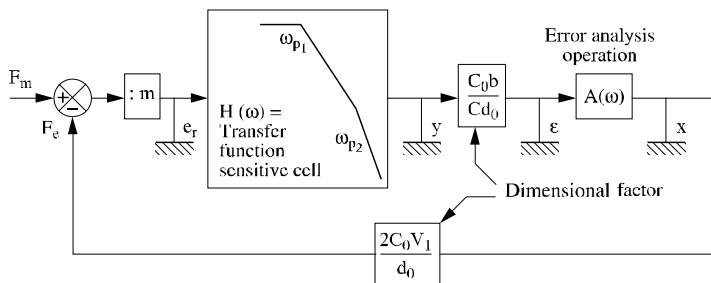 Error analysis
operation
F_m
+
−
F_e
: m
e_r
ω_p1
ω_p2
H (ω) =
Transfer
function
sensitive cell
y
C_0b
Cd_0
ε
A(ω)
x
Dimensional factor
2C_0V_1
d_0